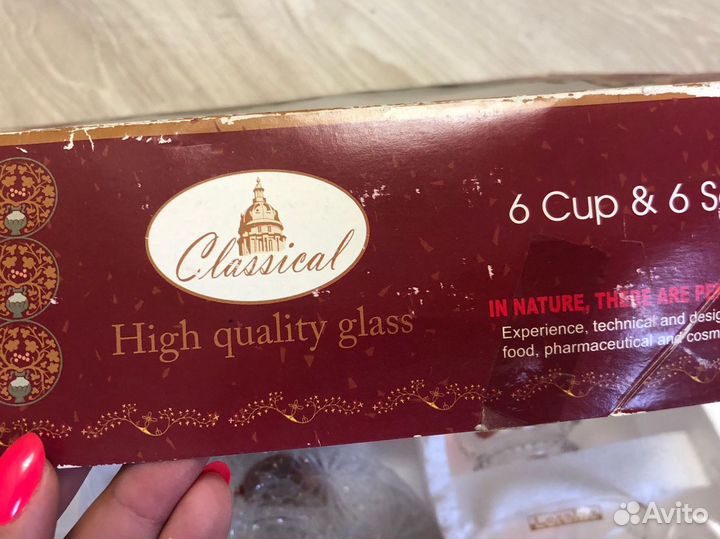 Classical
High quality glass
6 Cup & 6
IN NATURE, THERE ARE
Experience, technical and
food, pharmaceutical and
Avito